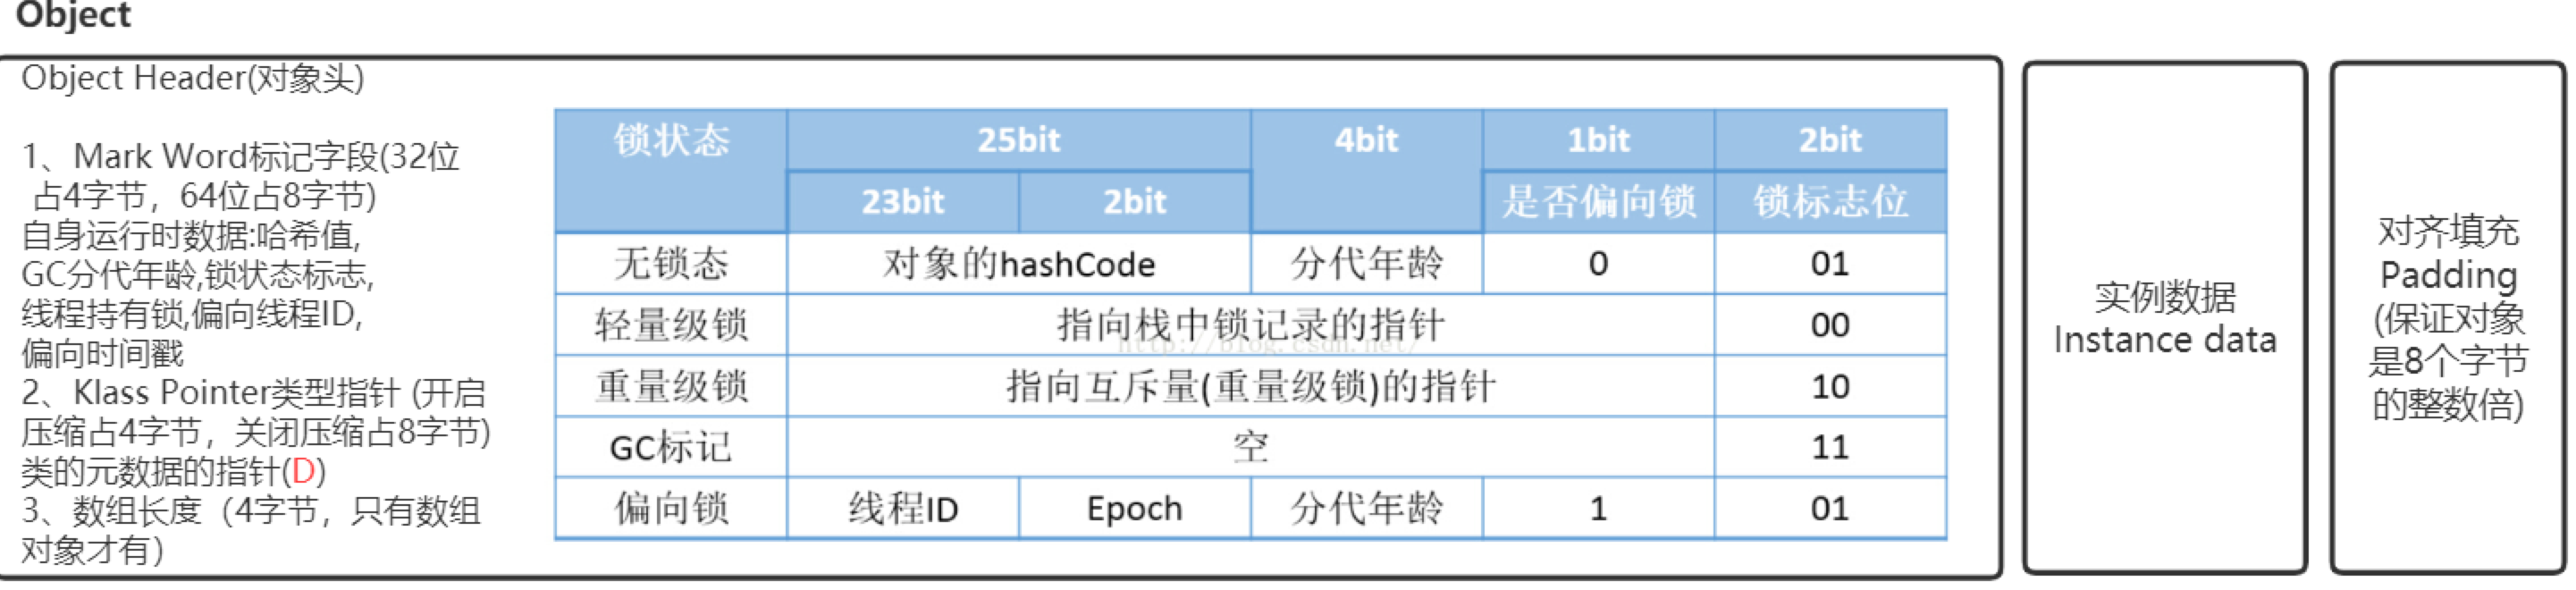 Object
Object Header(对象头)
1、Mark Word标记字段(32位
占4字节，64位占8字节)
自身运行时数据:哈希值,
GC分代年龄,锁状态标志,
线程持有锁,偏向线程ID,
偏向时间戳
2、Klass Pointer类型指针 (开启
压缩占4字节，关闭压缩占8字节)
类的元数据的指针(D)
3、数组长度（4字节，只有数组
对象才有）
锁状态 25bit 4bit 1bit 2bit
23bit 2bit 是否偏向锁 锁标志位
无锁态 对象的hashCode 分代年龄 0 01
轻量级锁 指向栈中锁记录的指针 00
http://blog.csdn.net/
重量级锁 指向互斥量(重量级锁)的指针 10
GC标记 空 11
偏向锁 线程ID Epoch 分代年龄 1 01
实例数据
Instance data
对齐填充
Padding
(保证对象
是8个字节
的整数倍)